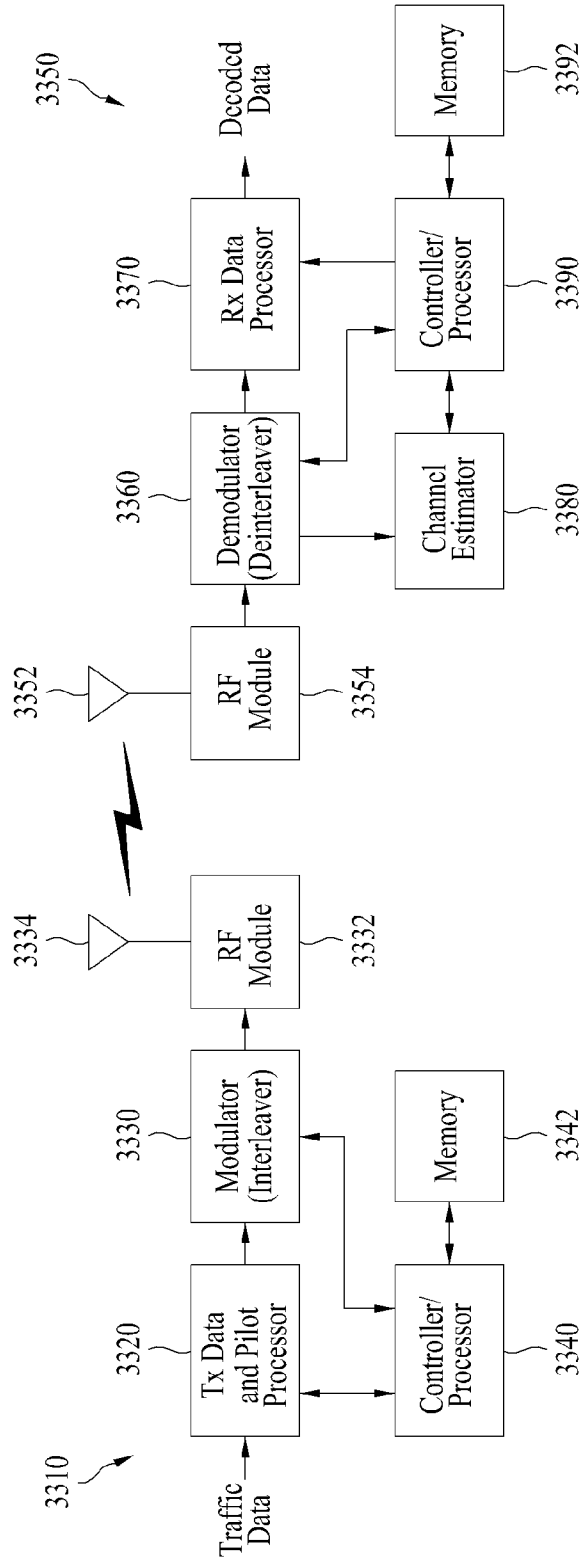 3310
Traffic
Data
3320
Tx Data
and Pilot
Processor
3330
Modulator
(Interleaver)
3334
RF
Module
3332
Controller/
Processor
3340
Memory
3342
3350
3352
RF
Module
3354
3360
Demodulator
(Deinterleaver)
3370
Rx Data
Processor
Dccodcd
Data
Channel
Estimator
3380
Controller/
Processor
3390
Memory
3392